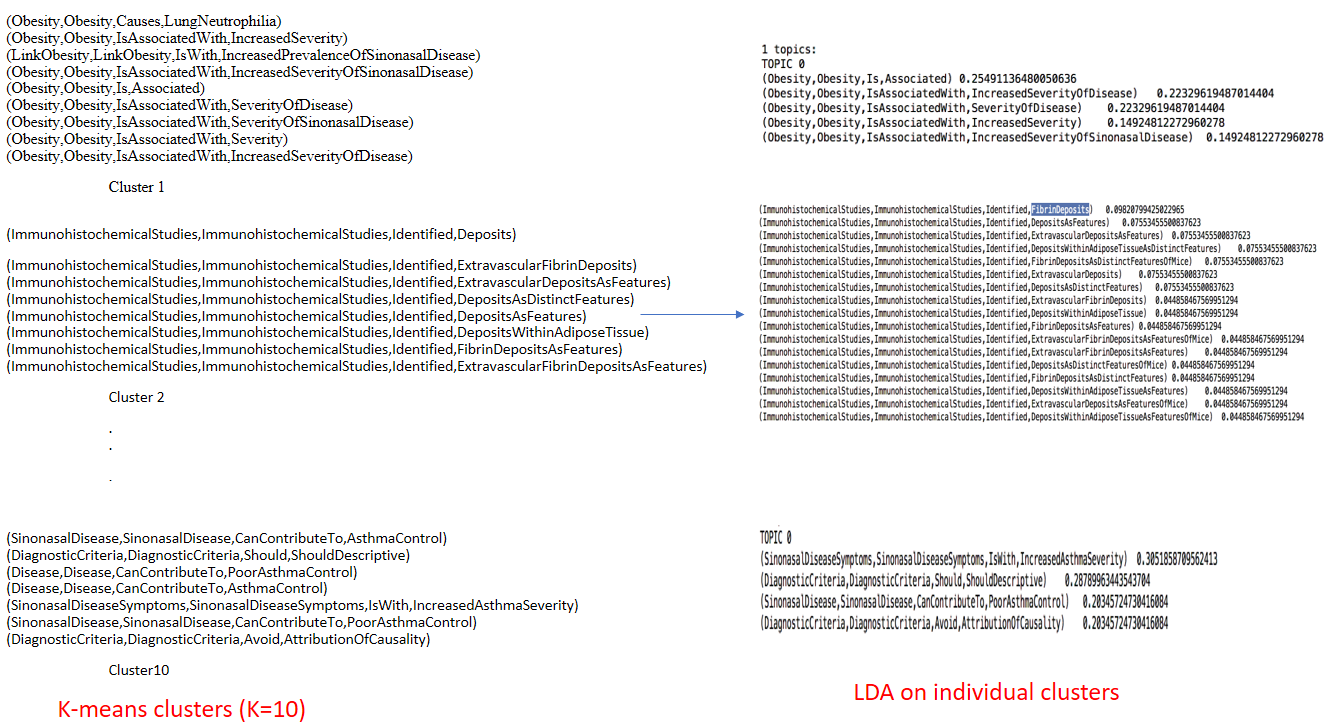 (Obesity,Obesity,Causes,LungNeutrophilia)
(Obesity,Obesity,IsAssociatedWith,IncreasedSeverity)
(LinkObesity,LinkObesity,IsWith,IncreasedPrevalenceOfSinonasalDisease)
(Obesity,Obesity,IsAssociatedWith,IncreasedSeverityOfSinonasalDisease)
(Obesity,Obesity,Is,Associated)
(Obesity,Obesity,IsAssociatedWith,SeverityOfDisease)
(Obesity,Obesity,IsAssociatedWith,SeverityOfSinonasalDisease)
(Obesity,Obesity,IsAssociatedWith,Severity)
(Obesity,Obesity,IsAssociatedWith,IncreasedSeverityOfDisease)
Cluster 1
(ImmunohistochemicalStudies,ImmunohistochemicalStudies,Identified,Deposits)
(ImmunohistochemicalStudies,ImmunohistochemicalStudies,Identified,ExtravascularFibrinDeposits)
(ImmunohistochemicalStudies,ImmunohistochemicalStudies,Identified,ExtravascularDepositsAsFeatures)
(ImmunohistochemicalStudies,ImmunohistochemicalStudies,Identified,DepositsAsDistinctFeatures)
(ImmunohistochemicalStudies,ImmunohistochemicalStudies,Identified,DepositsAsFeatures)
(ImmunohistochemicalStudies,ImmunohistochemicalStudies,Identified,DepositsWithinAdiposeTissue)
(ImmunohistochemicalStudies,ImmunohistochemicalStudies,Identified,FibrinDepositsAsFeatures)
(ImmunohistochemicalStudies,ImmunohistochemicalStudies,Identified,ExtravascularFibrinDepositsAsFeatures)
Cluster 2
.
.
.
(SinonasalDisease,SinonasalDisease,CanContributeTo,AsthmaControl)
(DiagnosticCriteria,DiagnosticCriteria,Should,ShouldDescriptive)
(Disease,Disease,CanContributeTo,PoorAsthmaControl)
(Disease,Disease,CanContributeTo,AsthmaControl)
(SinonasalDiseaseSymptoms,SinonasalDiseaseSymptoms,IsWith,IncreasedAsthmaSeverity)
(SinonasalDisease,SinonasalDisease,CanContributeTo,PoorAsthmaControl)
(DiagnosticCriteria,DiagnosticCriteria,Avoid,AttributionOfCausality)
Cluster10
K-means clusters (K=10)
1 topics:
TOPIC 0
(Obesity,Obesity,Is,Associated) 0.25491136480050636
(Obesity,Obesity,IsAssociatedWith,IncreasedSeverityOfDisease) 0.22329619487014404
(Obesity,Obesity,IsAssociatedWith,SeverityOfDisease) 0.22329619487014404
(Obesity,Obesity,IsAssociatedWith,IncreasedSeverity) 0.14924812272960278
(Obesity,Obesity,IsAssociatedWith,IncreasedSeverityOfSinonasalDisease) 0.14924812272960278
(ImmunohistochemicalStudies,ImmunohistochemicalStudies,Identified,FibrinDeposits) 0.09820799425022965
(ImmunohistochemicalStudies,ImmunohistochemicalStudies,Identified,DepositsAsFeatures) 0.07553455500837623
(ImmunohistochemicalStudies,ImmunohistochemicalStudies,Identified,ExtravascularDepositsAsFeatures) 0.07553455500837623
(ImmunohistochemicalStudies,ImmunohistochemicalStudies,Identified,DepositsWithinAdiposeTissueAsDistinctFeatures) 0.07553455500837623
(ImmunohistochemicalStudies,ImmunohistochemicalStudies,Identified,FibrinDepositsAsDistinctFeaturesOfMice) 0.07553455500837623
(ImmunohistochemicalStudies,ImmunohistochemicalStudies,Identified,ExtravascularDeposits) 0.07553455500837623
(ImmunohistochemicalStudies,ImmunohistochemicalStudies,Identified,DepositsAsDistinctFeatures) 0.07553455500837623
(ImmunohistochemicalStudies,ImmunohistochemicalStudies,Identified,ExtravascularFibrinDeposits) 0.044858467569951294
(ImmunohistochemicalStudies,ImmunohistochemicalStudies,Identified,DepositsWithinAdiposeTissue) 0.044858467569951294
(ImmunohistochemicalStudies,ImmunohistochemicalStudies,Identified,FibrinDepositsAsFeatures) 0.044858467569951294
(ImmunohistochemicalStudies,ImmunohistochemicalStudies,Identified,ExtravascularFibrinDepositsAsFeaturesOfMice) 0.044858467569951294
(ImmunohistochemicalStudies,ImmunohistochemicalStudies,Identified,ExtravascularFibrinDepositsAsFeatures) 0.044858467569951294
(ImmunohistochemicalStudies,ImmunohistochemicalStudies,Identified,DepositsAsDistinctFeaturesOfMice) 0.044858467569951294
(ImmunohistochemicalStudies,ImmunohistochemicalStudies,Identified,FibrinDepositsAsDistinctFeatures) 0.044858467569951294
(ImmunohistochemicalStudies,ImmunohistochemicalStudies,Identified,DepositsWithinAdiposeTissueAsFeatures) 0.044858467569951294
(ImmunohistochemicalStudies,ImmunohistochemicalStudies,Identified,ExtravascularDepositsAsFeaturesOfMice) 0.044858467569951294
(ImmunohistochemicalStudies,ImmunohistochemicalStudies,Identified,DepositsWithinAdiposeTissueAsFeaturesOfMice) 0.044858467569951294
TOPIC 0
(SinonasalDiseaseSymptoms,SinonasalDiseaseSymptoms,IsWith,IncreasedAsthmaSeverity) 0.3051858709562413
(DiagnosticCriteria,DiagnosticCriteria,Should,ShouldDescriptive) 0.28789963443543704
(SinonasalDisease,SinonasalDisease,CanContributeTo,PoorAsthmaControl) 0.20345724730416084
(DiagnosticCriteria,DiagnosticCriteria,Avoid,AttributionOfCausality) 0.20345724730416084
LDA on individual clusters